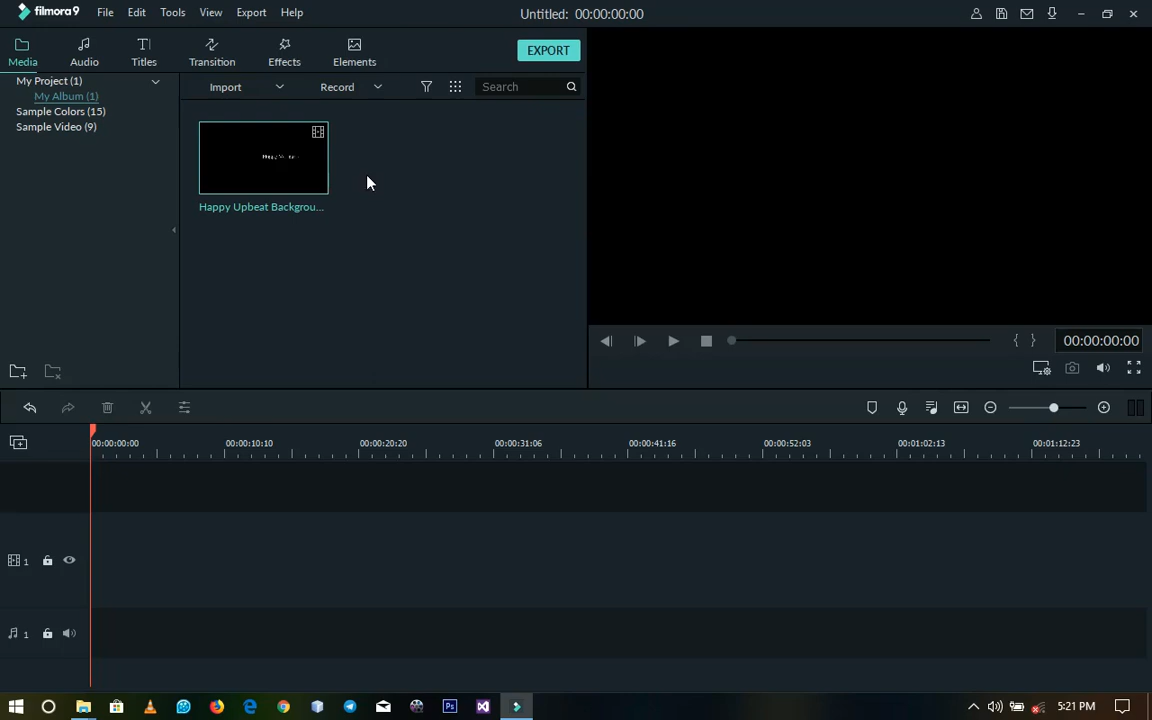 filmora9 File Edit Tools View Export Help Untitled: 00:00:00:00
Media Audio Titles Transition Effects Elements EXPORT
My Project (1) Import Record Search
My Album (1)
Sample Colors (15)
Sample Video (9)
Happy Upbeat Backgrou...
{ } 00:00:00:00
00:00:00:00 00:00:10:10 00:00:20:20 00:00:31:06 00:00:41:16 00:00:52:03 00:01:02:13 00:01:12:23
1
1
Ps 5:21 PM